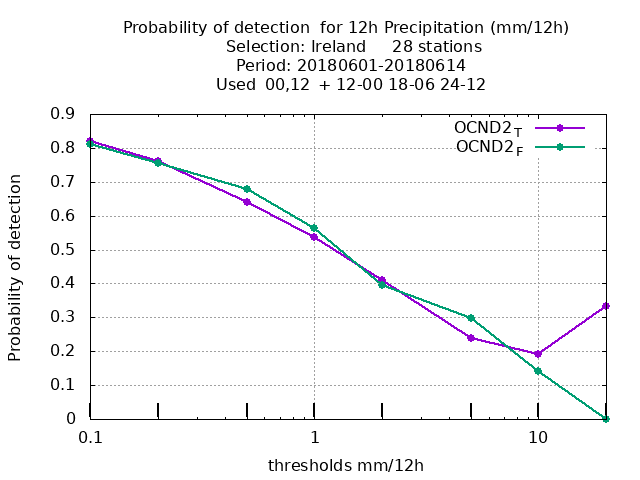 Probability of detection  for 12h Precipitation (mm/12h)
Selection: Ireland     28 stations
Period: 20180601-20180614
Used  00,12  + 12-00 18-06 24-12
OCND2T
OCND2F
Probability of detection
0.9
0.8
0.7
0.6
0.5
0.4
0.3
0.2
0.1
0
0.1 1 10
thresholds mm/12h